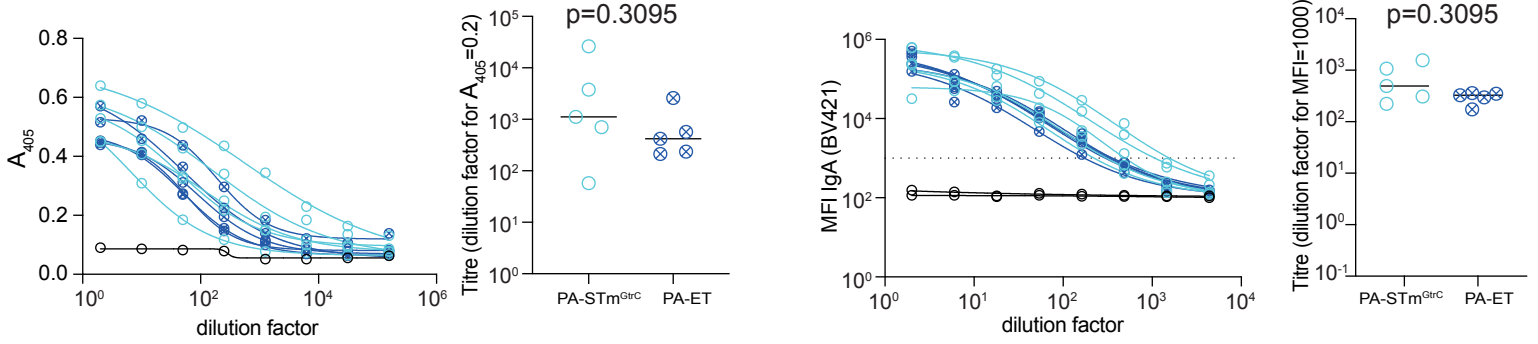 A405
0.8
0.6
0.4
0.2
0.0
10^0
10^2
10^4
10^6
dilution factor
p=0.3095
Titre (dilution factor for A405=0.2)
10^5
10^4
10^3
10^2
10^1
10^0
PA-STm^GtrC
PA-ET
MFI IgA (BV421)
10^6
10^4
10^2
10^0
10^0
10^1
10^2
10^3
10^4
dilution factor
p=0.3095
Titre (dilution factor for MFI=1000)
10^4
10^3
10^2
10^1
10^0
10^-1
PA-STm^GtrC
PA-ET